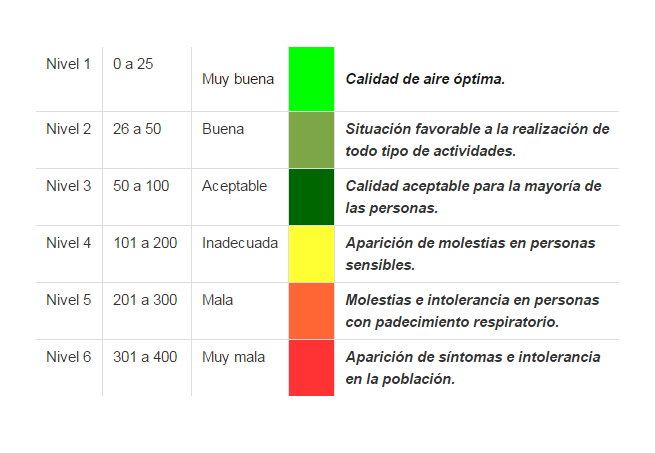 Nivel 1 0 a 25 Muy buena Calidad de aire óptima.
Nivel 2 26 a 50 Buena Situación favorable a la realización de
todo tipo de actividades.
Nivel 3 50 a 100 Aceptable Calidad aceptable para la mayoría de
las personas.
Nivel 4 101 a 200 Inadecuada Aparición de molestias en personas
sensibles.
Nivel 5 201 a 300 Mala Molestias e intolerancia en personas
con padecimiento respiratorio.
Nivel 6 301 a 400 Muy mala Aparición de síntomas e intolerancia
en la población.